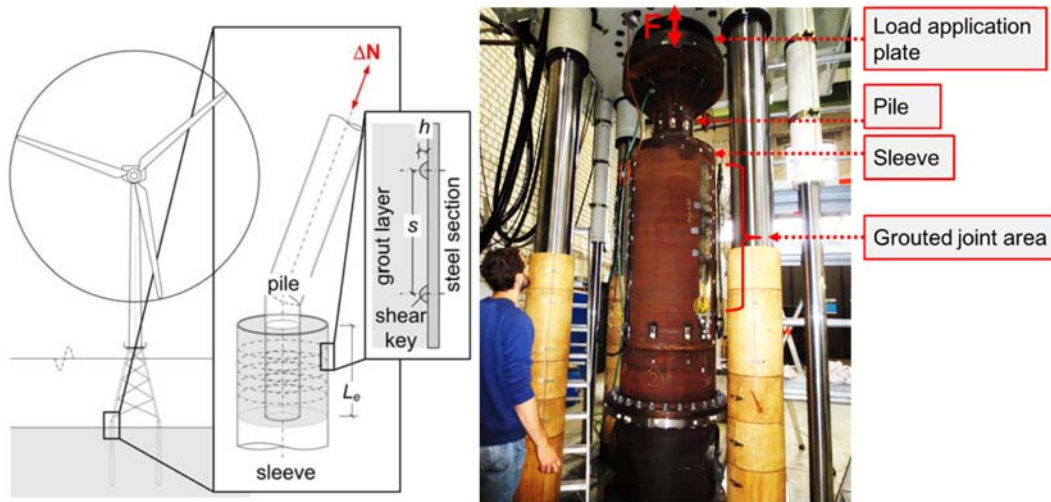 ΔN
h
s
grout layer
steel section
shear
key
pile
Lₑ
sleeve
F
Load application
plate
Pile
Sleeve
Grouted joint area